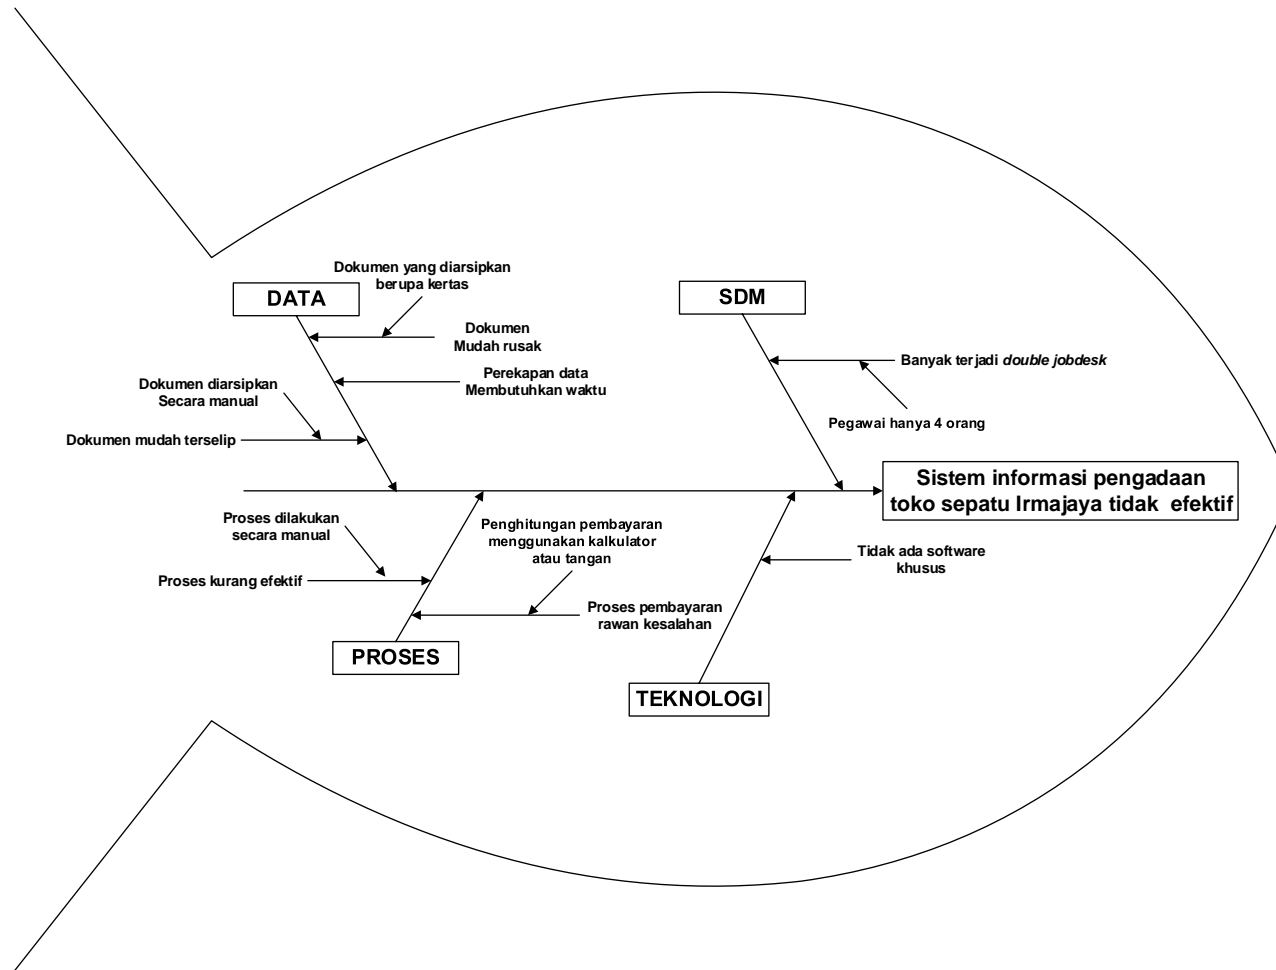 Dokumen yang diarsipkan
berupa kertas
DATA
SDM
Dokumen
Mudah rusak
Banyak terjadi double jobdesk
Perekapan data
Membutuhkan waktu
Dokumen diarsipkan
Secara manual
Pegawai hanya 4 orang
Dokumen mudah terselip
Sistem informasi pengadaan
toko sepatu Irmajaya tidak efektif
Proses dilakukan
secara manual
Penghitungan pembayaran
menggunakan kalkulator
atau tangan
Tidak ada software
khusus
Proses kurang efektif
Proses pembayaran
rawan kesalahan
PROSES
TEKNOLOGI